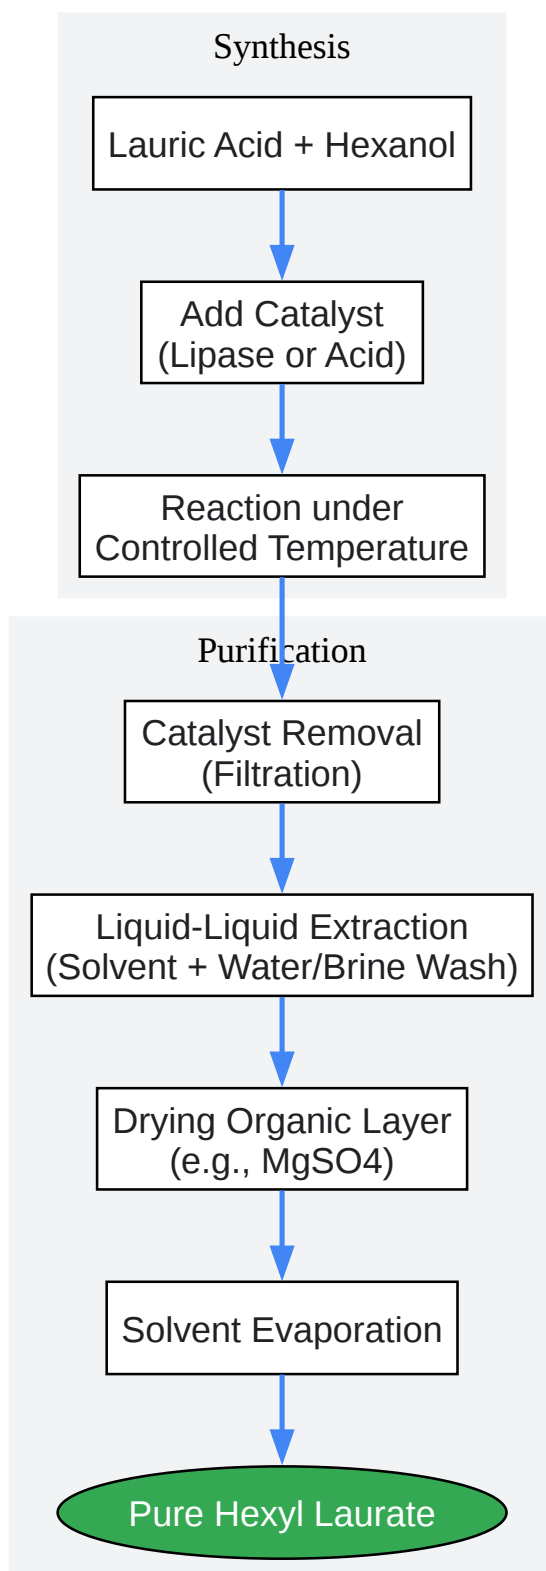 Synthesis
Lauric Acid + Hexanol
Add Catalyst
(Lipase or Acid)
Reaction under
Controlled Temperature
Purification
Catalyst Removal
(Filtration)
Liquid-Liquid Extraction
(Solvent + Water/Brine Wash)
Drying Organic Layer
(e.g., MgSO4)
Solvent Evaporation
Pure Hexyl Laurate